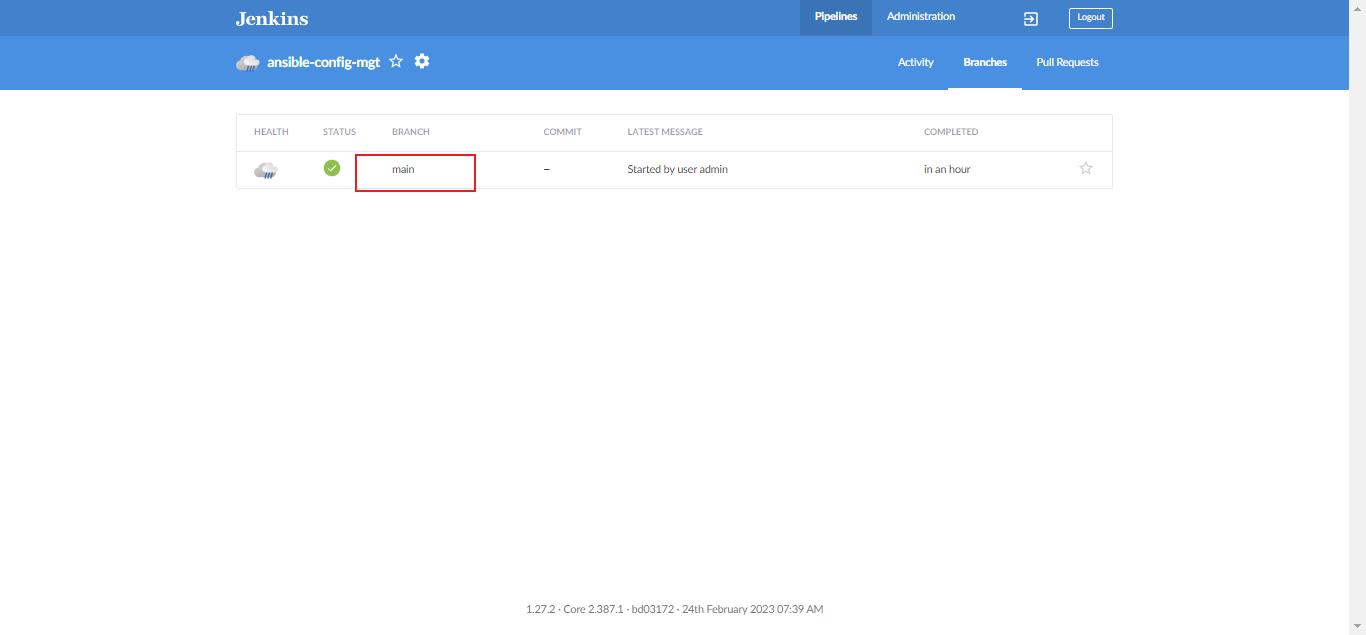 Jenkins Pipelines Administration Logout
ansible-config-mgt Activity Branches Pull Requests
HEALTH STATUS BRANCH COMMIT LATEST MESSAGE COMPLETED
main – Started by user admin in an hour
1.27.2 · Core 2.387.1 · bd03172 · 24th February 2023 07:39 AM